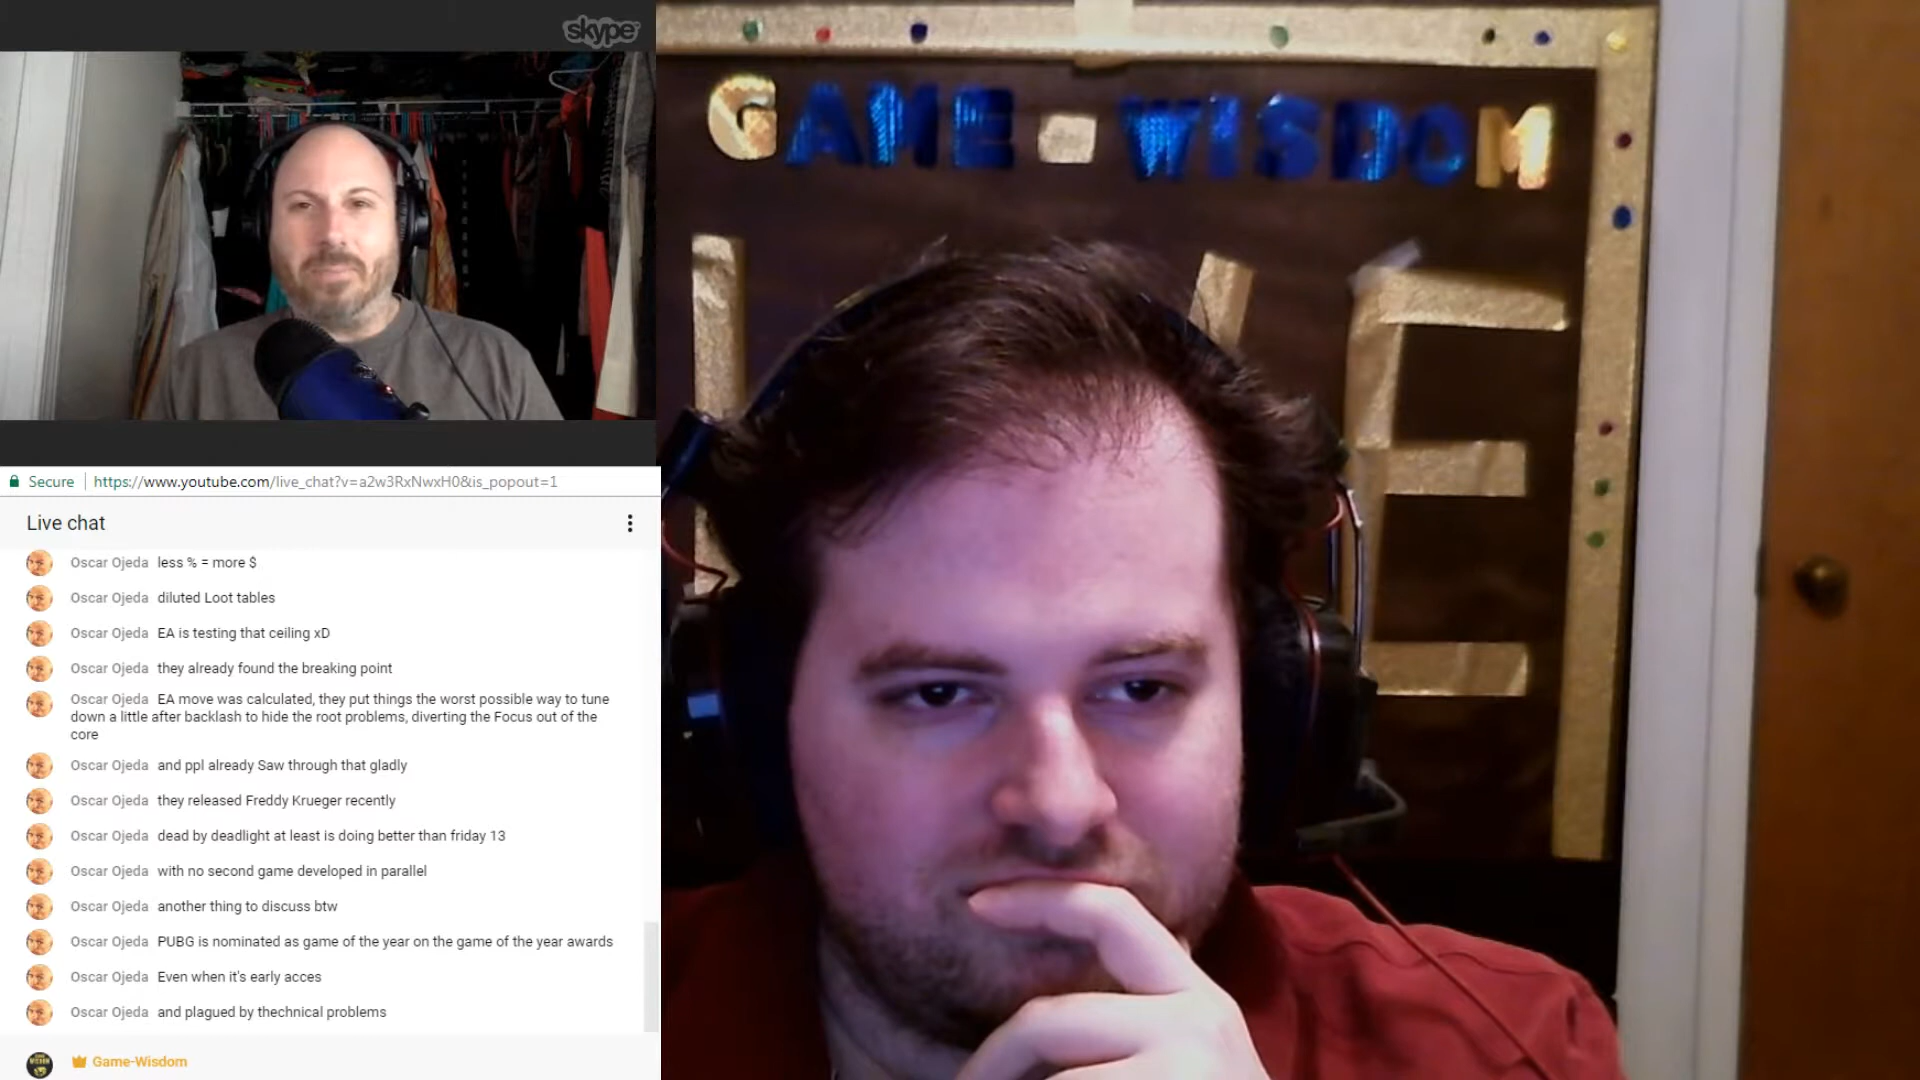 skype™
GAME-WISDOM
L VE
Secure https://www.youtube.com/live_chat?v=a2w3RxNwxH0&is_popout=1
Live chat
Oscar Ojeda less % = more $
Oscar Ojeda diluted Loot tables
Oscar Ojeda EA is testing that ceiling xD
Oscar Ojeda they already found the breaking point
Oscar Ojeda EA move was calculated, they put things the worst possible way to tune
down a little after backlash to hide the root problems, diverting the Focus out of the
core
Oscar Ojeda and ppl already Saw through that gladly
Oscar Ojeda they released Freddy Krueger recently
Oscar Ojeda dead by deadlight at least is doing better than friday 13
Oscar Ojeda with no second game developed in parallel
Oscar Ojeda another thing to discuss btw
Oscar Ojeda PUBG is nominated as game of the year on the game of the year awards
Oscar Ojeda Even when it's early acces
Oscar Ojeda and plagued by thechnical problems
Game-Wisdom